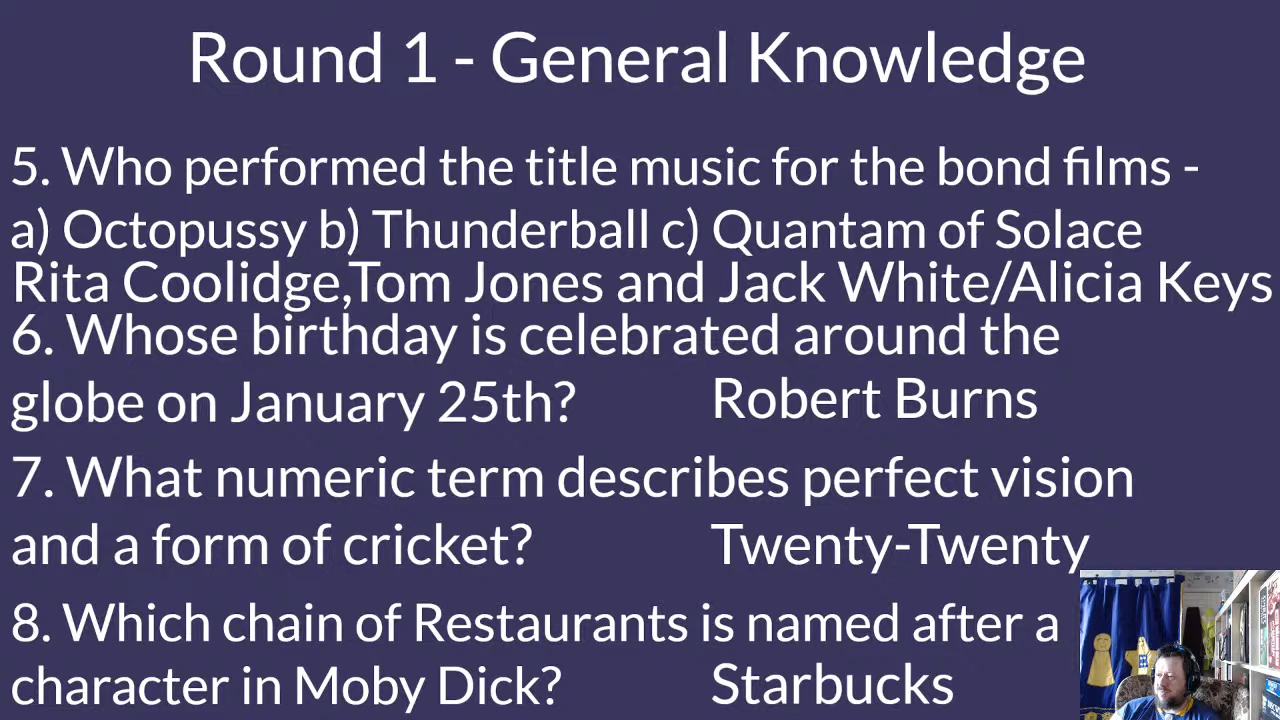 Round 1 - General Knowledge
5. Who performed the title music for the bond films -
a) Octopussy b) Thunderball c) Quantam of Solace
Rita Coolidge,Tom Jones and Jack White/Alicia Keys
6. Whose birthday is celebrated around the
globe on January 25th? Robert Burns
7. What numeric term describes perfect vision
and a form of cricket? Twenty-Twenty
8. Which chain of Restaurants is named after a
character in Moby Dick? Starbucks